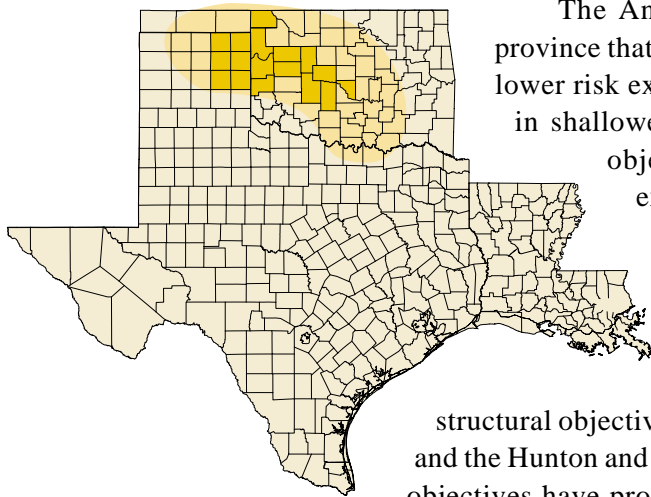 The An
province that
lower risk ex
in shallowe
obje
e
structural objectiv
and the Hunton and
objectives have pro